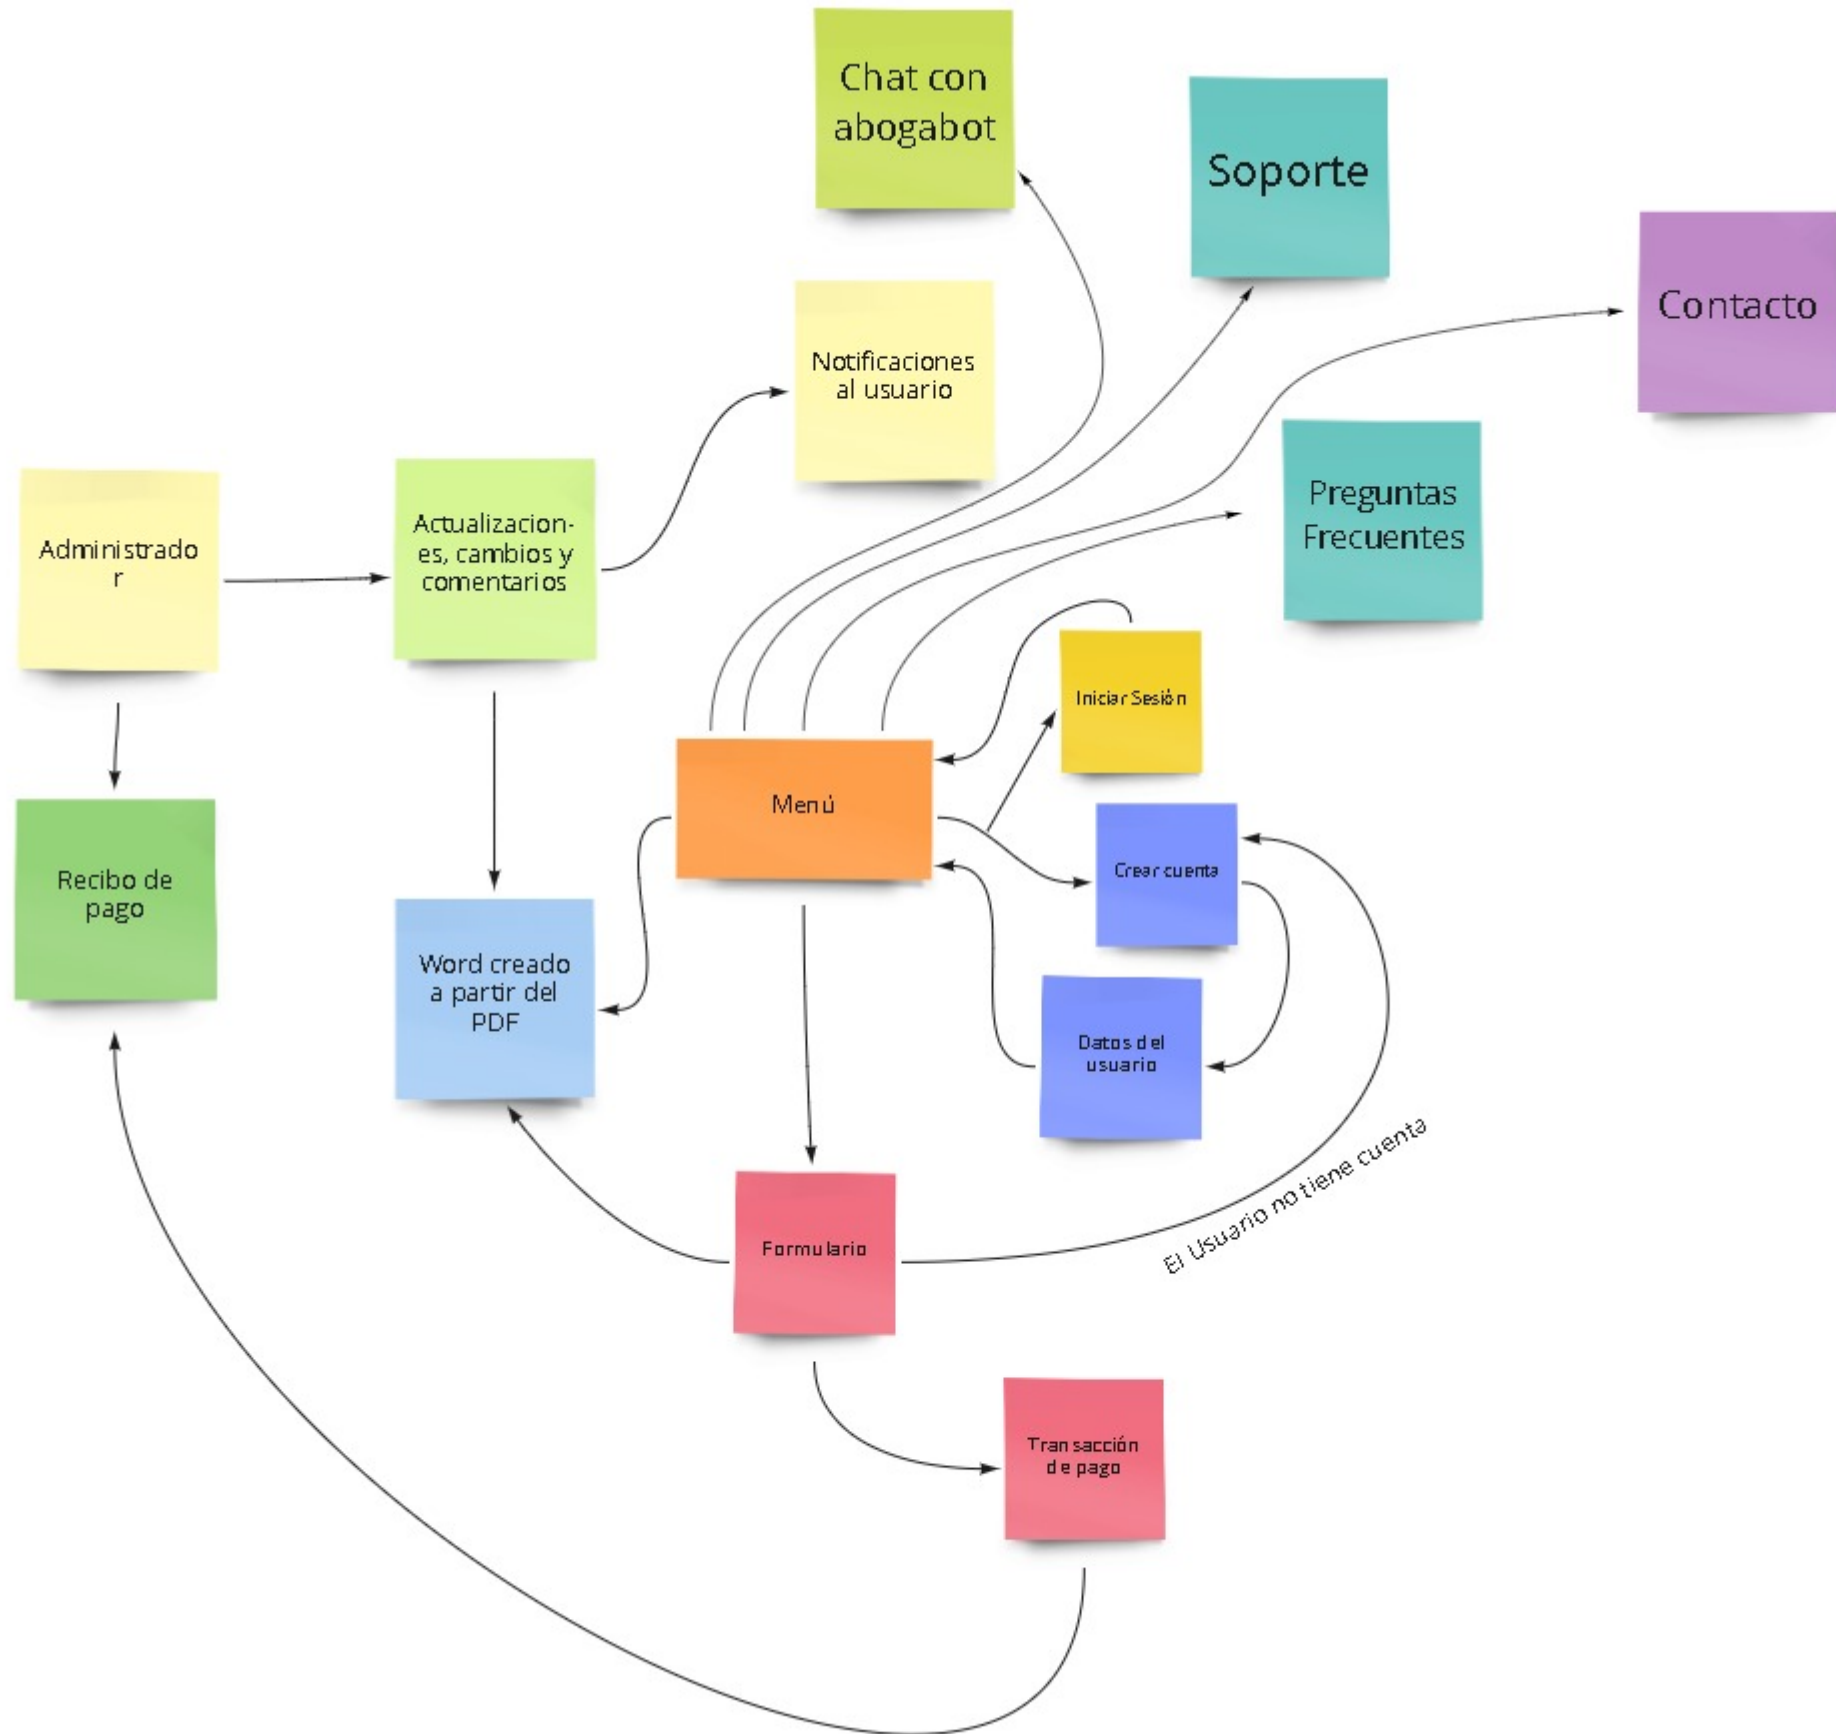 Chat con
abogabot
Soporte
Contacto
Notificaciones
al usuario
Preguntas
Frecuentes
Administrado
r
Actualizacion-
es, cambios y
comentarios
Iniciar Sesión
Menú
Crear cuenta
Recibo de
pago
Word creado
a partir del
PDF
Datos del
usuario
El Usuario no tiene cuenta
Formulario
Transacción
de pago